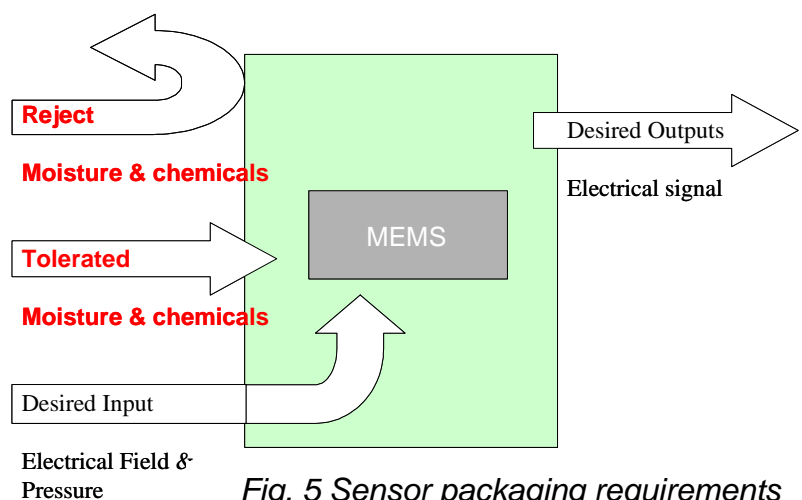 Reject
Moisture & chemicals
Tolerated
Moisture & chemicals
Desired Input
Electrical Field &
Pressure
MEMS
Desired Outputs
Electrical signal
Fig. 5 Sensor packaging requirements